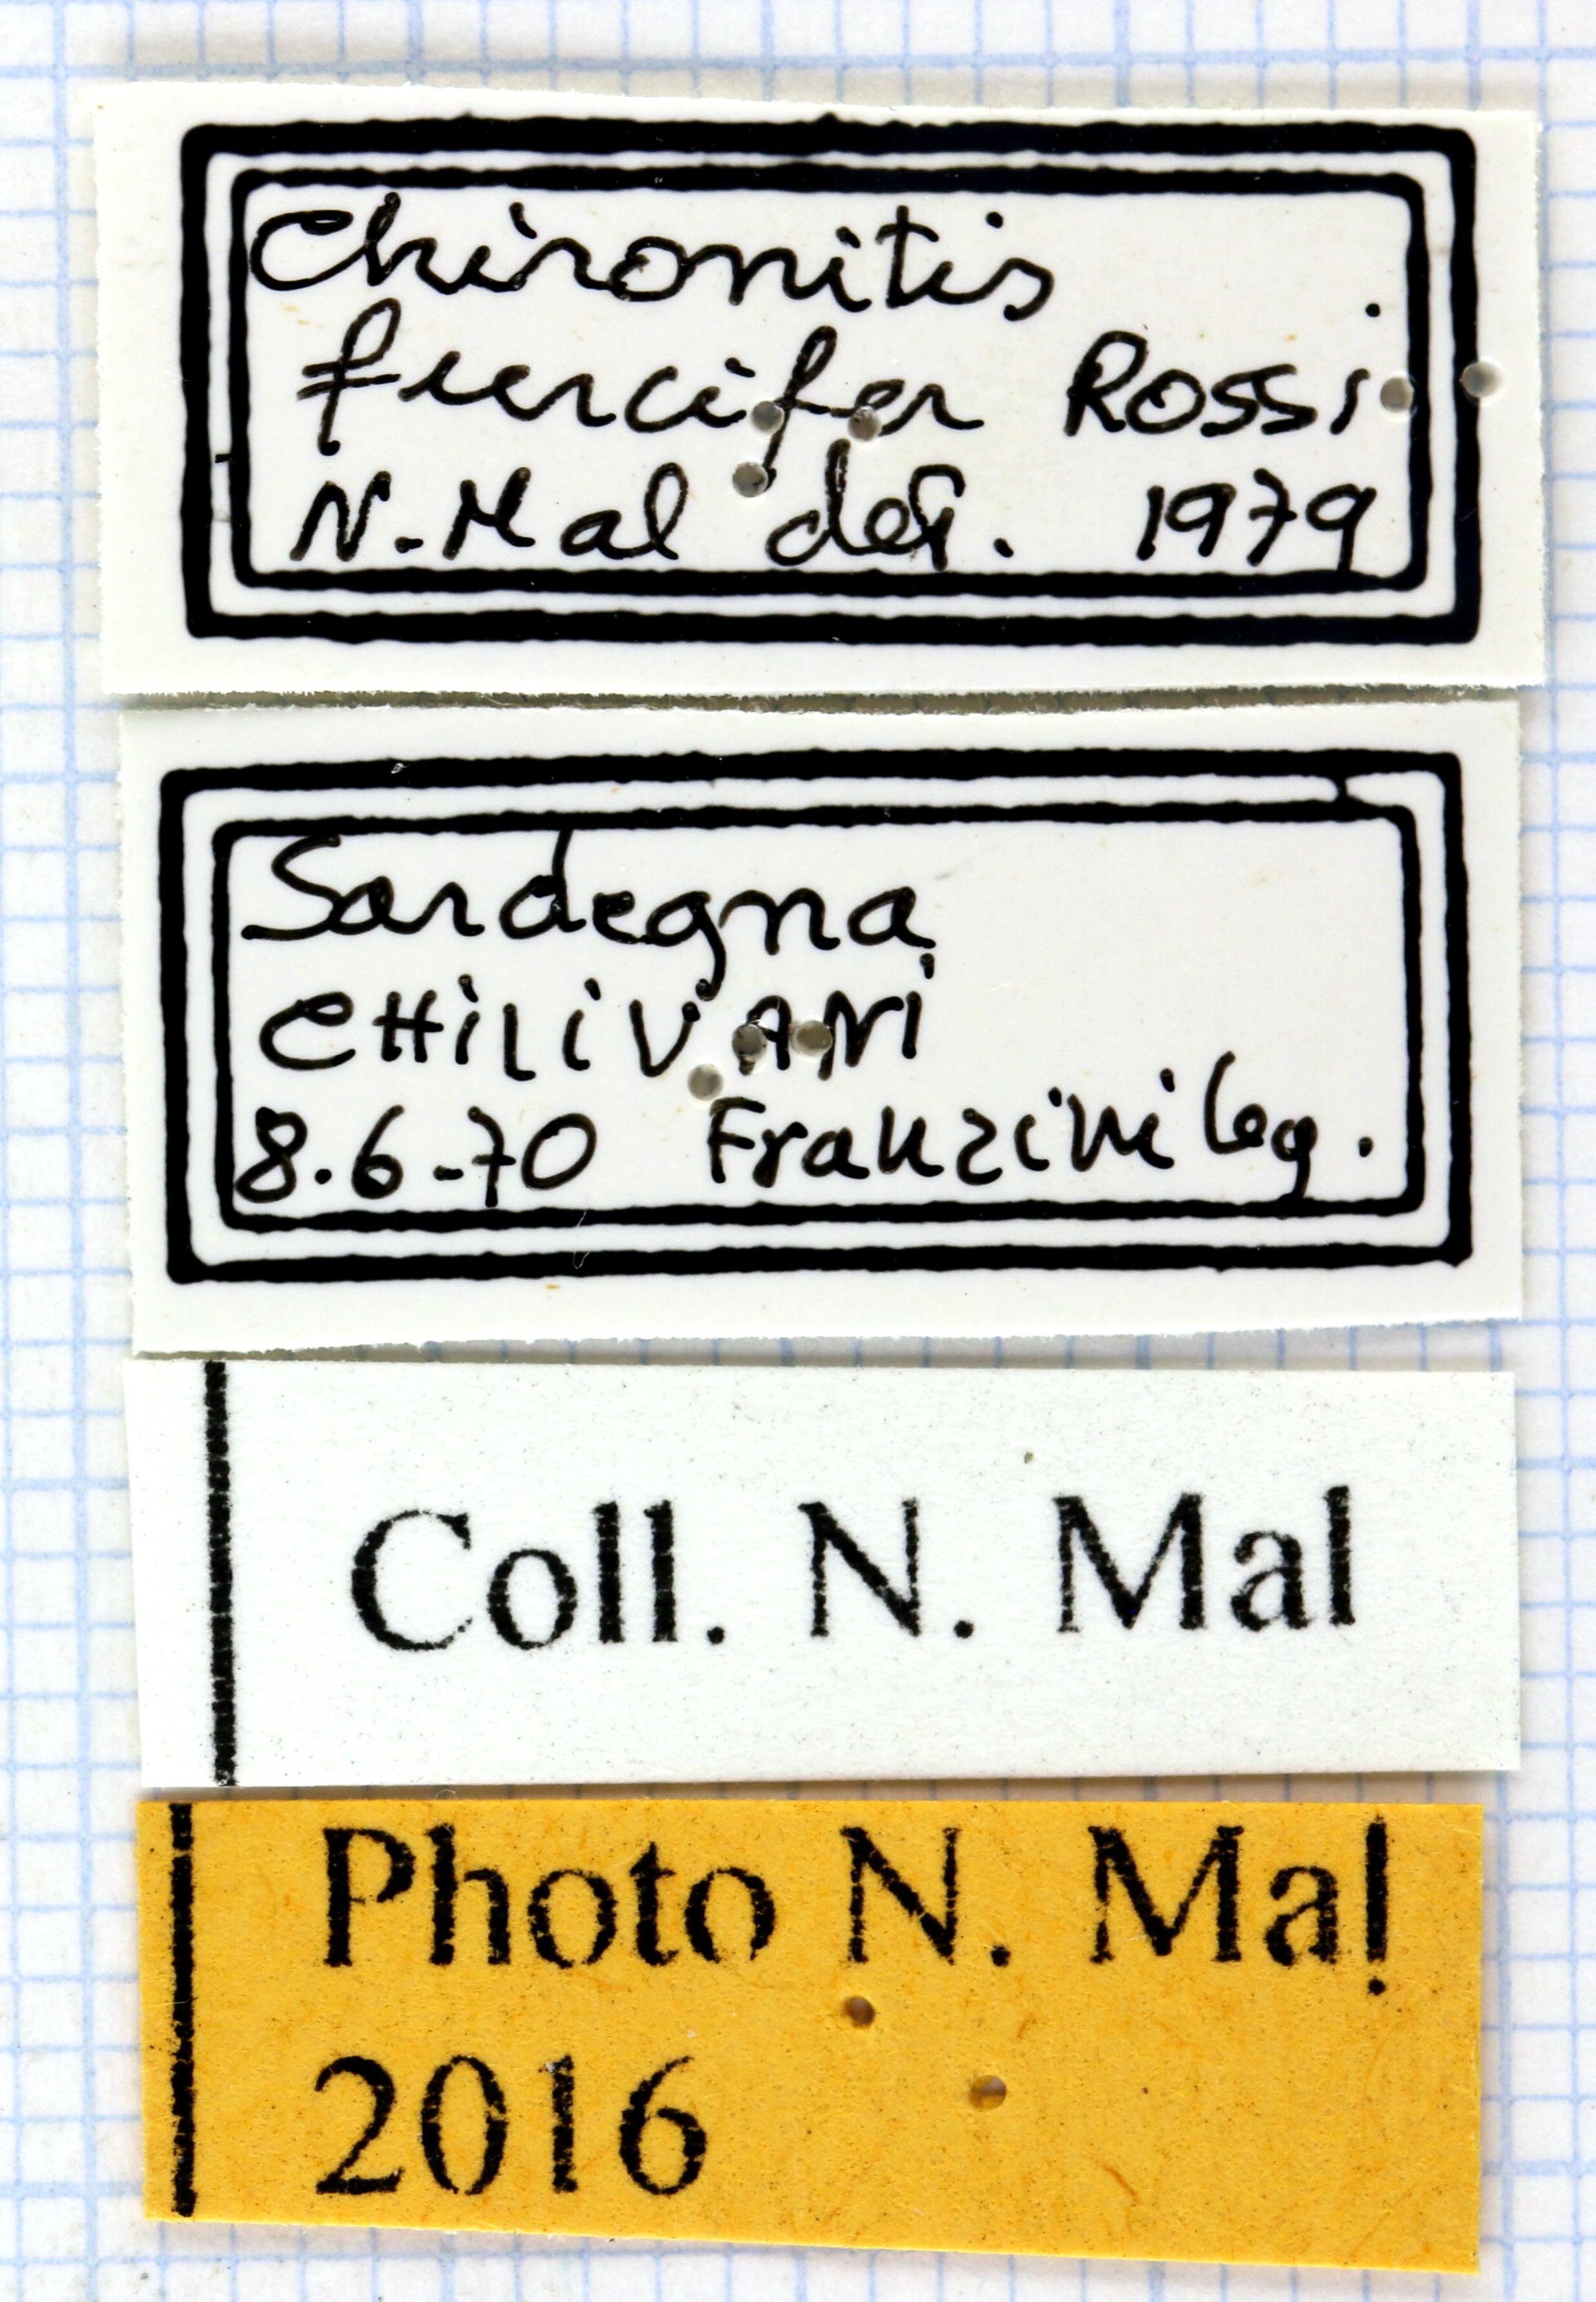 Chironitis
furcifer Rossi
N. Mal det. 1979
Sardegna
CHiLiVANi
8.6-70 Franzini leg.
Coll. N. Mal
Photo N. Mal
2016